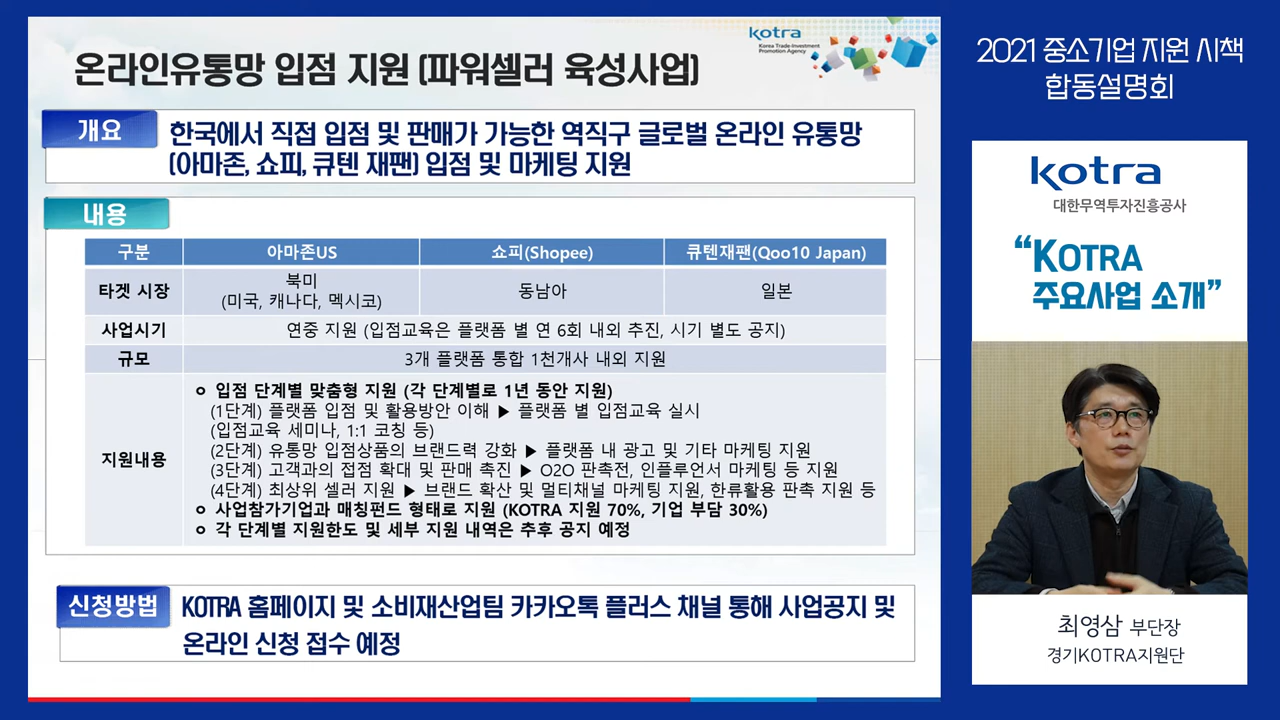 kotra
Korea Trade-Investment
Promotion Agency
온라인유통망 입점 지원 (파워셀러 육성사업)
개요
한국에서 직접 입점 및 판매가 가능한 역직구 글로벌 온라인 유통망
(아마존, 쇼피, 큐텐 재팬) 입점 및 마케팅 지원
내용
구분 아마존US 쇼피(Shopee) 큐텐재팬(Qoo10 Japan)
타겟 시장 북미
(미국, 캐나다, 멕시코) 동남아 일본
사업시기 연중 지원 (입점교육은 플랫폼 별 연 6회 내외 추진, 시기 별도 공지)
규모 3개 플랫폼 통합 1천개사 내외 지원
지원내용
ㅇ 입점 단계별 맞춤형 지원 (각 단계별로 1년 동안 지원)
(1단계) 플랫폼 입점 및 활용방안 이해 ▶ 플랫폼 별 입점교육 실시
(입점교육 세미나, 1:1 코칭 등)
(2단계) 유통망 입점상품의 브랜드력 강화 ▶ 플랫폼 내 광고 및 기타 마케팅 지원
(3단계) 고객과의 접점 확대 및 판매 촉진 ▶ O2O 판촉전, 인플루언서 마케팅 등 지원
(4단계) 최상위 셀러 지원 ▶ 브랜드 확산 및 멀티채널 마케팅 지원, 한류활용 판촉 지원 등
ㅇ 사업참가기업과 매칭펀드 형태로 지원 (KOTRA 지원 70%, 기업 부담 30%)
ㅇ 각 단계별 지원한도 및 세부 지원 내역은 추후 공지 예정
신청방법
KOTRA 홈페이지 및 소비재산업팀 카카오톡 플러스 채널 통해 사업공지 및
온라인 신청 접수 예정
2021 중소기업 지원 시책
합동설명회
kotra
대한무역투자진흥공사
“KOTRA
주요사업 소개”
최영삼 부단장
경기KOTRA지원단